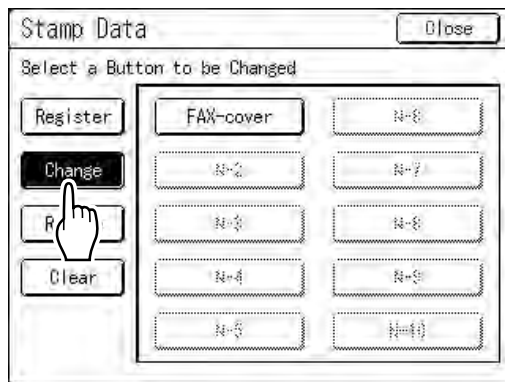 Stamp Data
Close
Select a Button to be Changed
Register
FAX-cover
N-6
Change
N-2
N-7
N-3
N-8
Clear
N-4
N-9
N-5
N-10